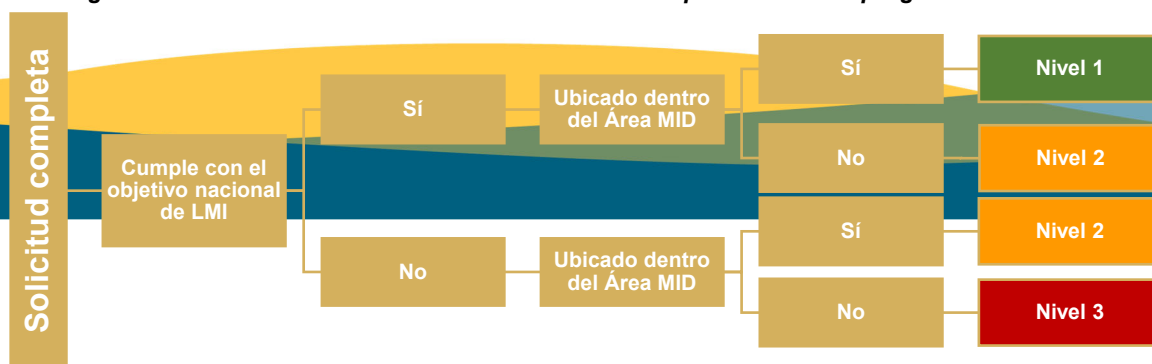 Solicitud completa
Cumple con el
objetivo nacional
de LMI
Sí
Ubicado dentro
del Área MID
Sí
Nivel 1
No
Nivel 2
No
Ubicado dentro
del Área MID
Sí
Nivel 2
No
Nivel 3